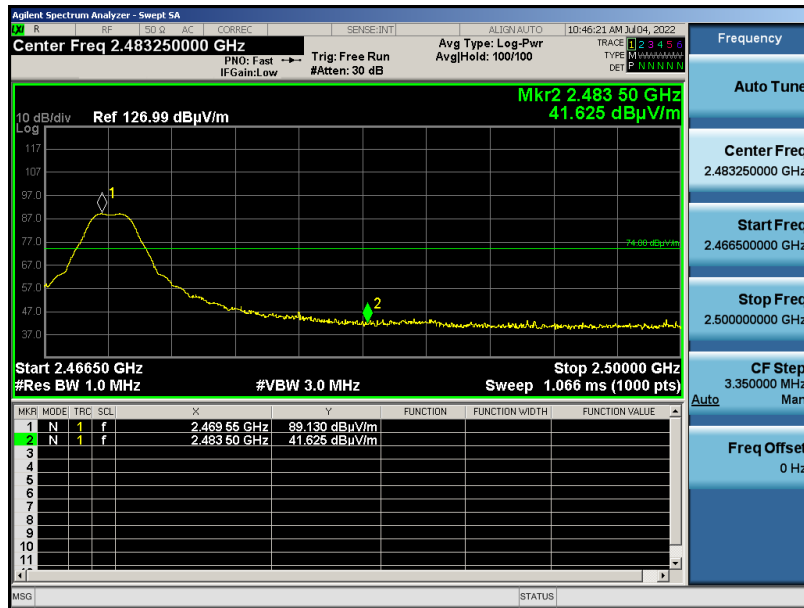 Agilent Spectrum Analyzer - Swept SA
LXI R RF 50 Ω AC CORREC SENSE:INT ALIGN AUTO 10:46:21 AM Jul 04, 2022
Center Freq 2.483250000 GHz
PNO: Fast
IFGain:Low
Trig: Free Run
#Atten: 30 dB
Avg Type: Log-Pwr
Avg|Hold: 100/100
TRACE 1 2 3 4 5 6
TYPE M
DET P N N N N N
Mkr2 2.483 50 GHz
41.625 dBµV/m
10 dB/div Ref 126.99 dBµV/m
Log
117
107
97.0
87.0
77.0
67.0
57.0
47.0
37.0
1
74.00 dBµV/m
2
Start 2.46650 GHz Stop 2.50000 GHz
#Res BW 1.0 MHz #VBW 3.0 MHz Sweep 1.066 ms (1000 pts)
MKR MODE TRC SCL X Y FUNCTION FUNCTION WIDTH FUNCTION VALUE
1 N 1 f 2.469 55 GHz 89.130 dBµV/m
2 N 1 f 2.483 50 GHz 41.625 dBµV/m
3
4
5
6
7
8
9
10
11
MSG STATUS
Frequency
Auto Tune
Center Freq
2.483250000 GHz
Start Freq
2.466500000 GHz
Stop Freq
2.500000000 GHz
CF Step
3.350000 MHz
Auto Man
Freq Offset
0 Hz